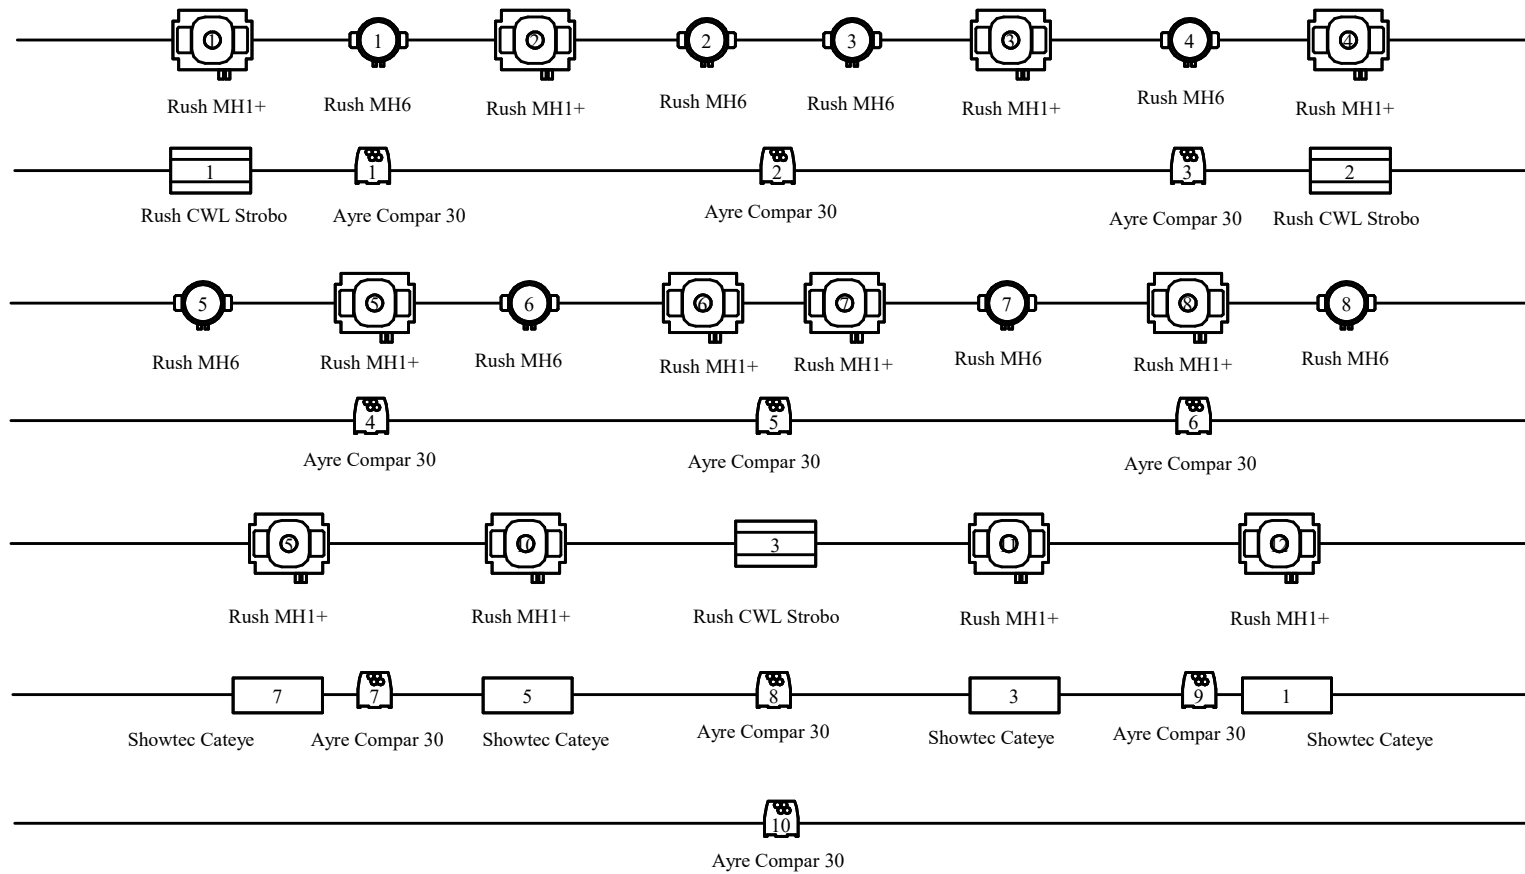 1 1 2 2 3 3 4 4
Rush MH1+ Rush MH6 Rush MH1+ Rush MH6 Rush MH6 Rush MH1+ Rush MH6 Rush MH1+
1 1 2 3 2
Rush CWL Strobo Ayre Compar 30 Ayre Compar 30 Ayre Compar 30 Rush CWL Strobo
5 5 6 6 7 7 8 8
Rush MH6 Rush MH1+ Rush MH6 Rush MH1+ Rush MH1+ Rush MH6 Rush MH1+ Rush MH6
4 5 6
Ayre Compar 30 Ayre Compar 30 Ayre Compar 30
5 10 3 11 12
Rush MH1+ Rush MH1+ Rush CWL Strobo Rush MH1+ Rush MH1+
7 7 5 8 3 9 1
Showtec Cateye Ayre Compar 30 Showtec Cateye Ayre Compar 30 Showtec Cateye Ayre Compar 30 Showtec Cateye
10
Ayre Compar 30